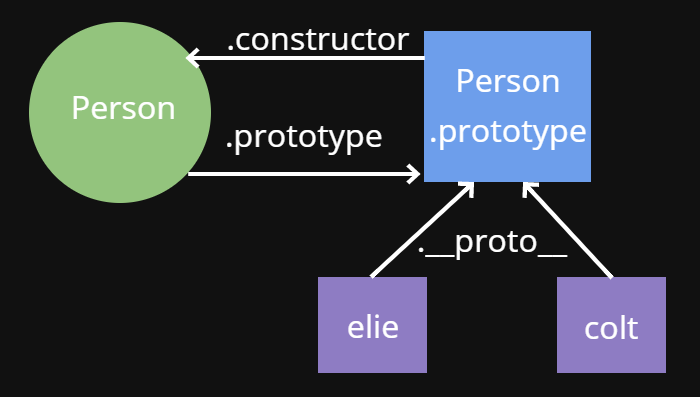 .constructor
Person
Person
.prototype
.prototype
.__proto__
elie
colt